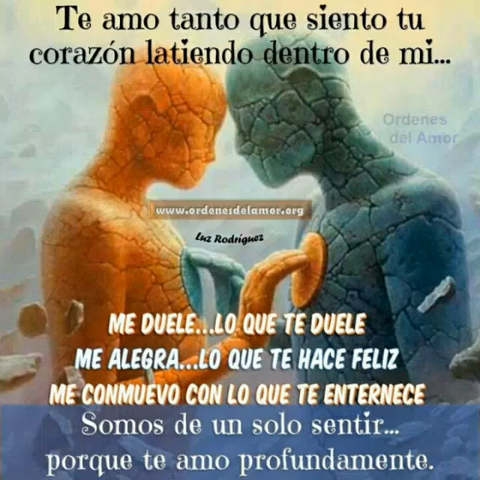 Te amo tanto que siento tu
corazón latiendo dentro de mi...
Ordenes
del Amor
www.ordenesdelamor.org
Luz Rodríguez
ME DUELE...LO QUE TE DUELE
ME ALEGRA...LO QUE TE HACE FELIZ
ME CONMUEVO CON LO QUE TE ENTERNECE
Somos de un solo sentir...
porque te amo profundamente.